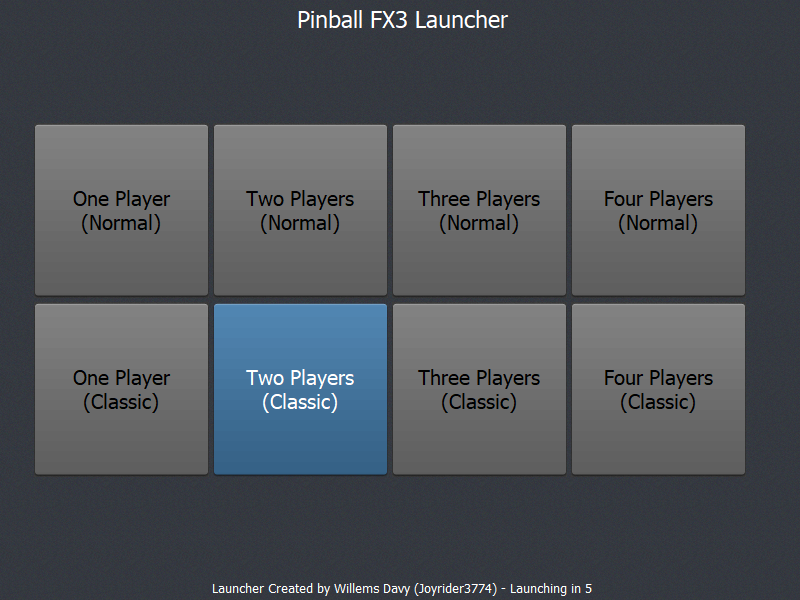 Pinball FX3 Launcher
One Player
(Normal)
Two Players
(Normal)
Three Players
(Normal)
Four Players
(Normal)
One Player
(Classic)
Two Players
(Classic)
Three Players
(Classic)
Four Players
(Classic)
Launcher Created by Willems Davy (Joyrider3774) - Launching in 5